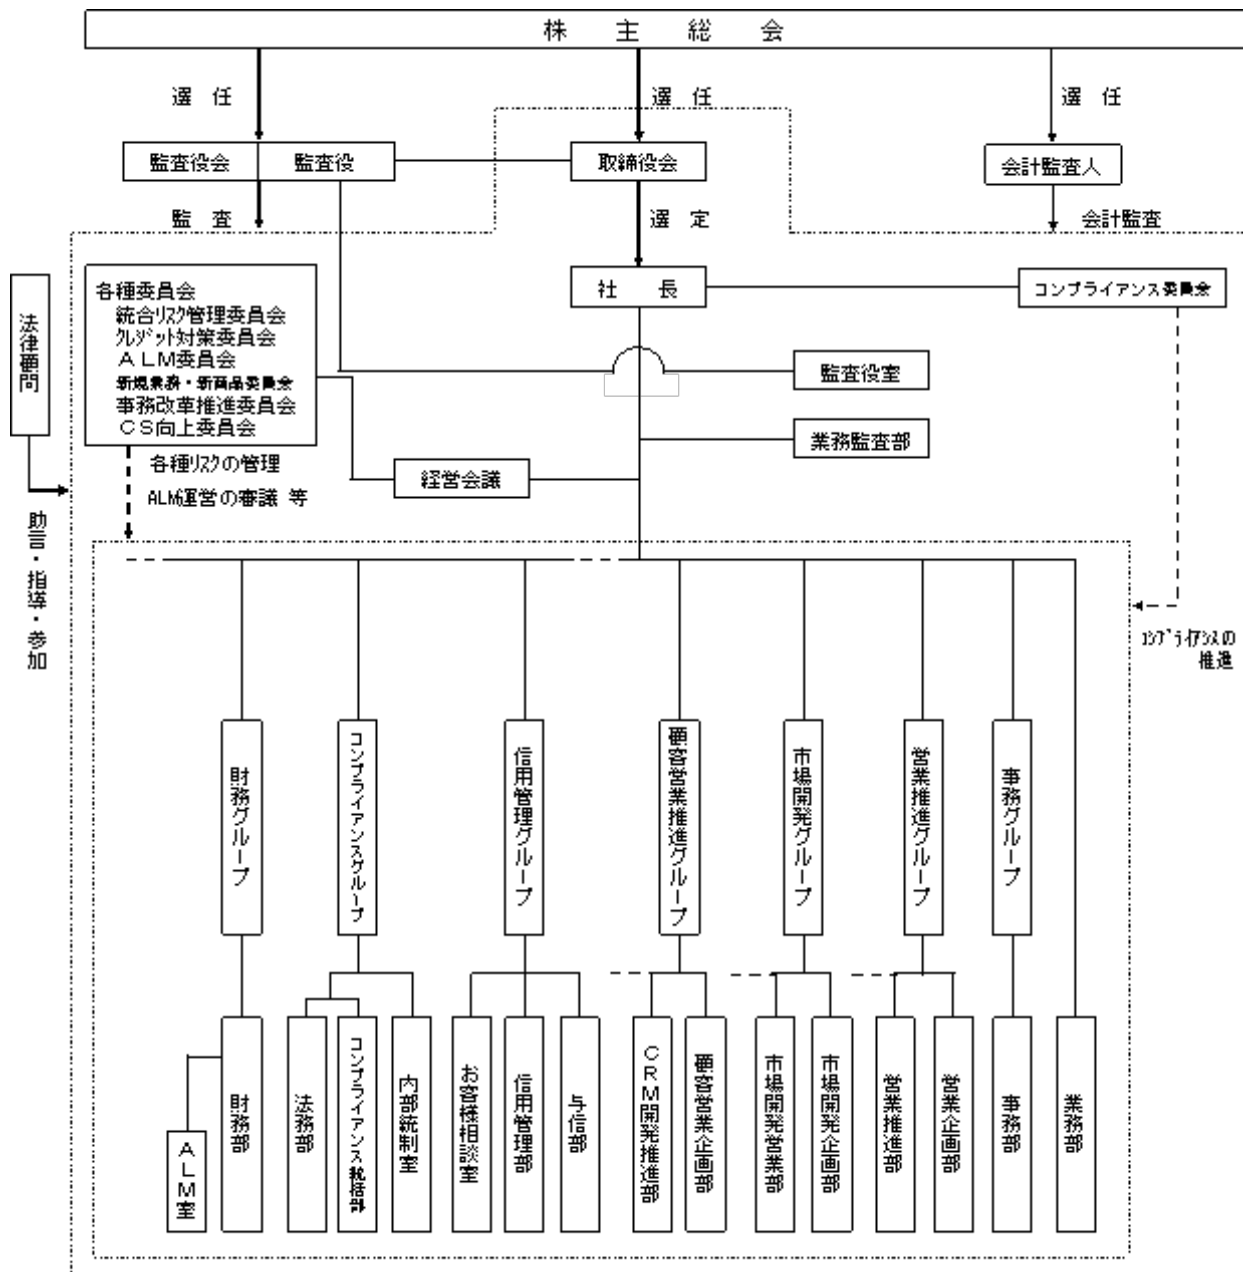 株主総会
選任
選任
選任
監査役会
監査役
取締役会
会計監査人
監査
選定
会計監査
社長
コンプライアンス委員会
各種委員会
統合ﾘｽｸ管理委員会
ｸﾚｼﾞｯﾄ対策委員会
ＡＬＭ委員会
新規業務・新商品委員会
事務改革推進委員会
ＣＳ向上委員会
法律顧問
監査役室
業務監査部
経営会議
各種ﾘｽｸの管理
ALM運営の審議 等
助言・指導・参加
ｺﾝﾌﾟﾗｲｱﾝｽの
推進
財務グループ
コンプライアンスグループ
信用管理グループ
顧客営業推進グループ
市場開発グループ
営業推進グループ
事務グループ
ＡＬＭ室
財務部
法務部
コンプライアンス統括部
内部統制室
お客様相談室
信用管理部
与信部
ＣＲＭ開発推進部
顧客営業企画部
市場開発営業部
市場開発企画部
営業推進部
営業企画部
事務部
業務部